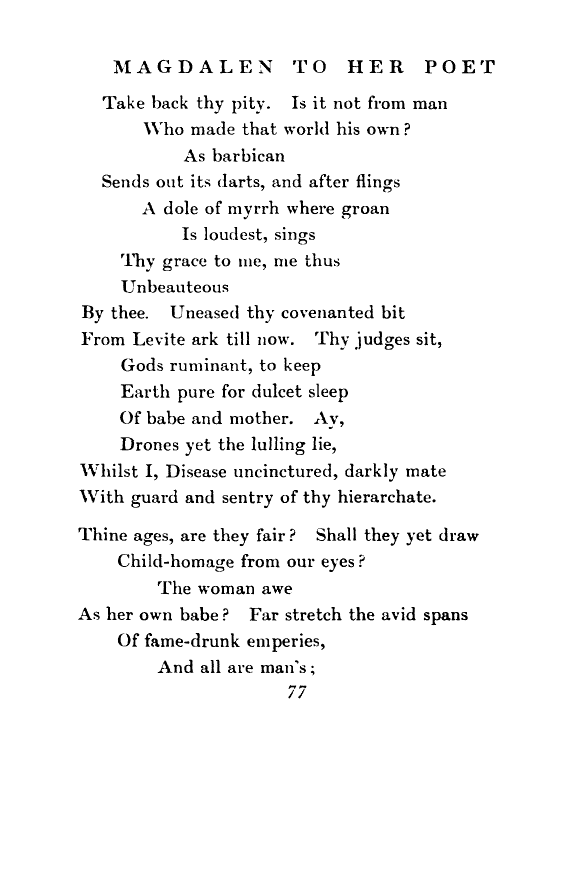 MAGDALEN TO HER POET
Take back thy pity. Is it not from man
Who made that world his own?
As barbican
Sends out its darts, and after flings
A dole of myrrh where groan
Is loudest, sings
Thy grace to me, me thus
Unbeauteous
By thee. Uneased thy covenanted bit
From Levite ark till now. Thy judges sit,
Gods ruminant, to keep
Earth pure for dulcet sleep
Of babe and mother. Ay,
Drones yet the lulling lie,
Whilst I, Disease uncinctured, darkly mate
With guard and sentry of thy hierarchate.
Thine ages, are they fair? Shall they yet draw
Child-homage from our eyes?
The woman awe
As her own babe? Far stretch the avid spans
Of fame-drunk emperies,
And all are man's;
77